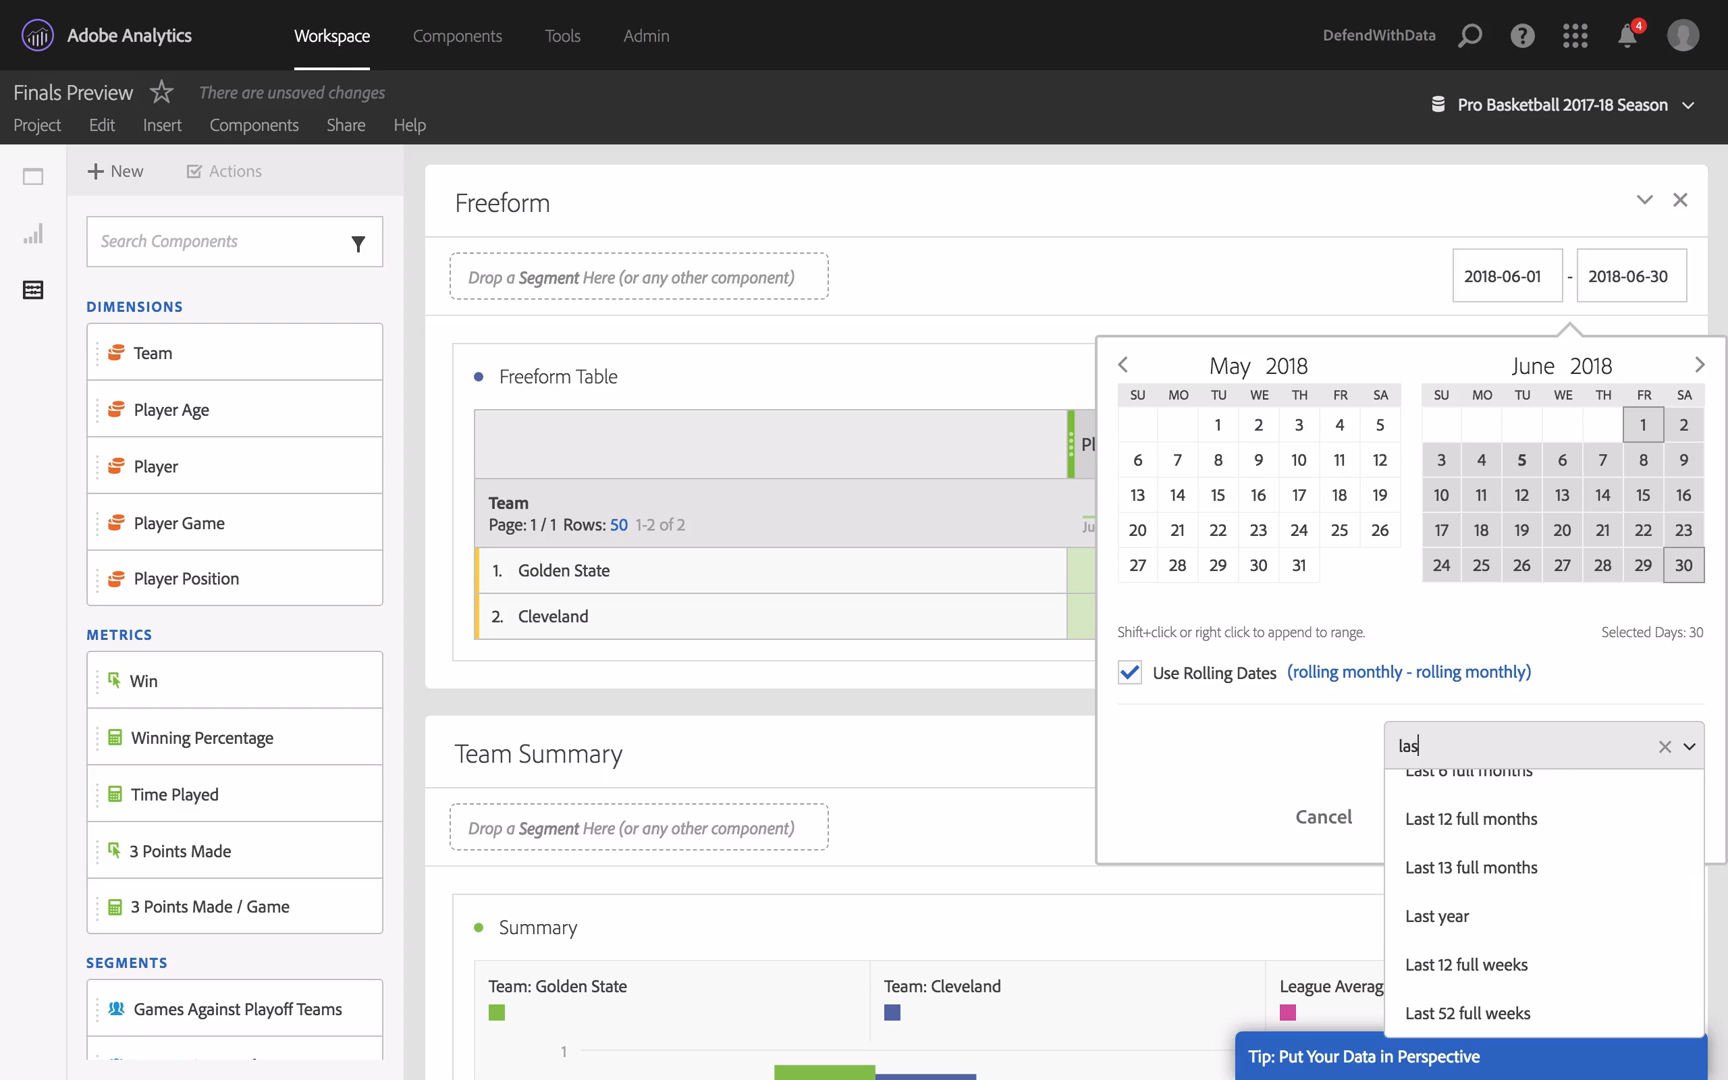 Adobe Analytics
Workspace
Components
Tools
Admin
DefendWithData
?
4
Finals Preview
There are unsaved changes
Project
Edit
Insert
Components
Share
Help
Pro Basketball 2017-18 Season
+ New
Actions
Search Components
DIMENSIONS
Team
Player Age
Player
Player Game
Player Position
METRICS
Win
Winning Percentage
Time Played
3 Points Made
3 Points Made / Game
SEGMENTS
Games Against Playoff Teams
Freeform
Drop a Segment Here (or any other component)
2018-06-01 - 2018-06-30
Freeform Table
Pl
Team
Page: 1 / 1 Rows: 50 1-2 of 2
Ju
1. Golden State
2. Cleveland
May 2018
SU MO TU WE TH FR SA
1 2 3 4 5
6 7 8 9 10 11 12
13 14 15 16 17 18 19
20 21 22 23 24 25 26
27 28 29 30 31
June 2018
SU MO TU WE TH FR SA
1 2
3 4 5 6 7 8 9
10 11 12 13 14 15 16
17 18 19 20 21 22 23
24 25 26 27 28 29 30
Shift+click or right click to append to range.
Selected Days: 30
Use Rolling Dates (rolling monthly - rolling monthly)
las
Last 6 full months
Last 12 full months
Last 13 full months
Last year
Last 12 full weeks
Last 52 full weeks
Cancel
Team Summary
Drop a Segment Here (or any other component)
Summary
Team: Golden State
Team: Cleveland
League Averag
1
Tip: Put Your Data in Perspective